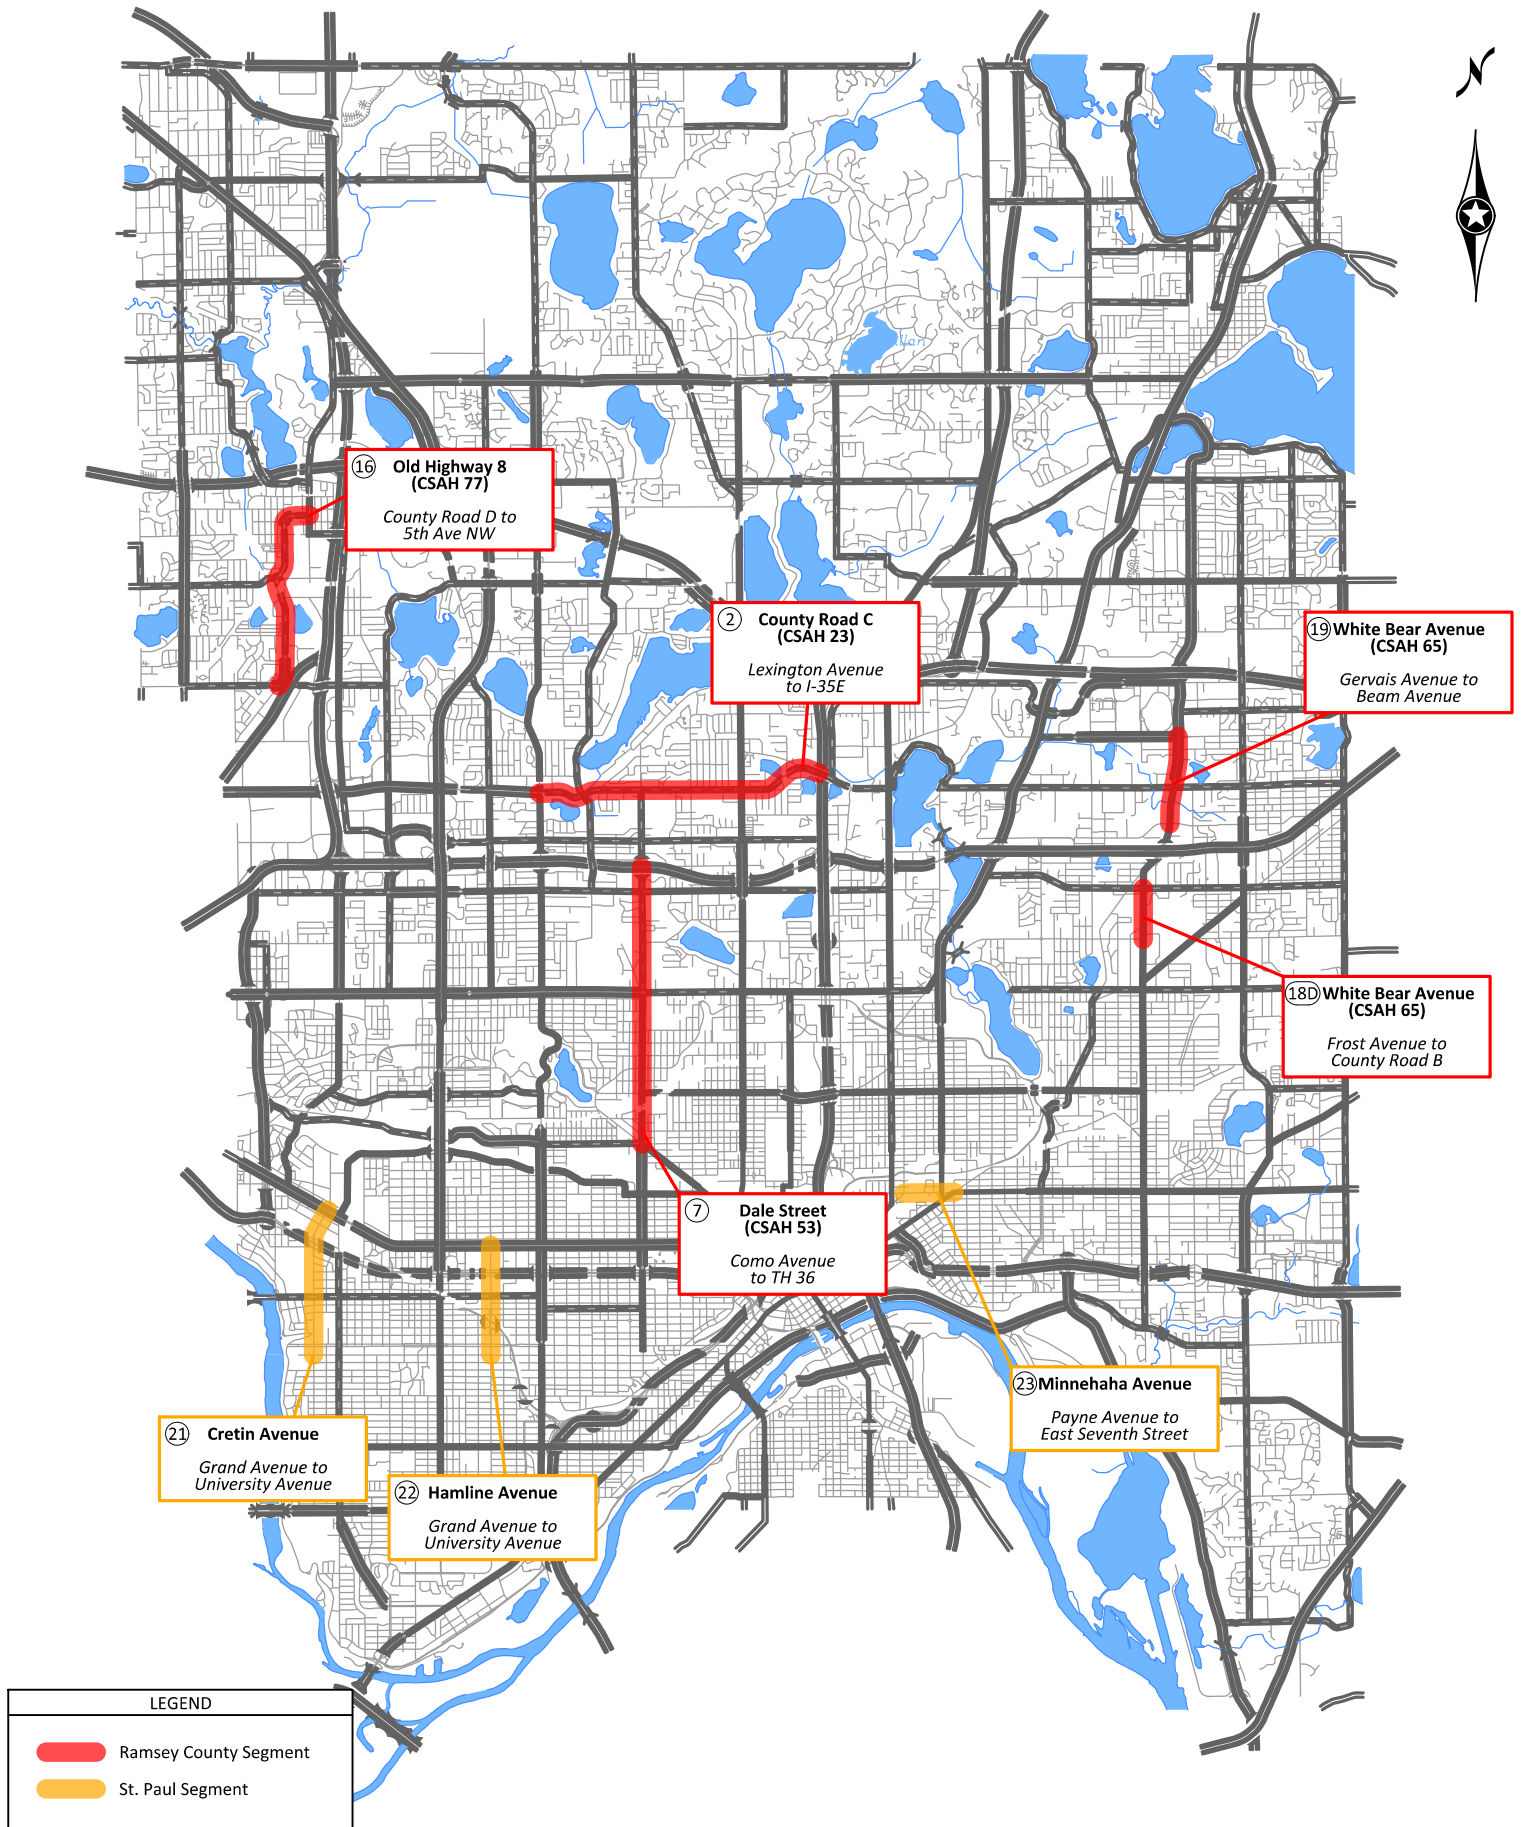 N
llan
16
Old Highway 8
(CSAH 77)
County Road D to
5th Ave NW
2
County Road C
(CSAH 23)
Lexington Avenue
to I-35E
19
White Bear Avenue
(CSAH 65)
Gervais Avenue to
Beam Avenue
18D
White Bear Avenue
(CSAH 65)
Frost Avenue to
County Road B
7
Dale Street
(CSAH 53)
Como Avenue
to TH 36
23
Minnehaha Avenue
Payne Avenue to
East Seventh Street
21
Cretin Avenue
Grand Avenue to
University Avenue
22
Hamline Avenue
Grand Avenue to
University Avenue
LEGEND
Ramsey County Segment
St. Paul Segment